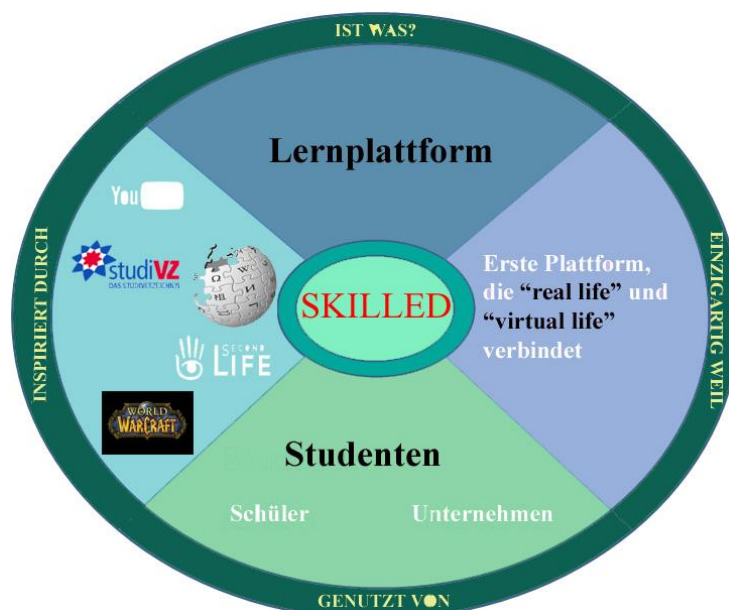 IST WAS?
Lernplattform
You
studiVZ
DAS STUDIVERZEICHNIS
SECOND
LIFE
WORLD
WARCRAFT
INSPIRIERT DURCH
SKILLED
Erste Plattform,
die “real life” und
“virtual life”
verbindet
EINZIGARTIG WEIL
Studenten
Schüler
Unternehmen
GENUTZT VON